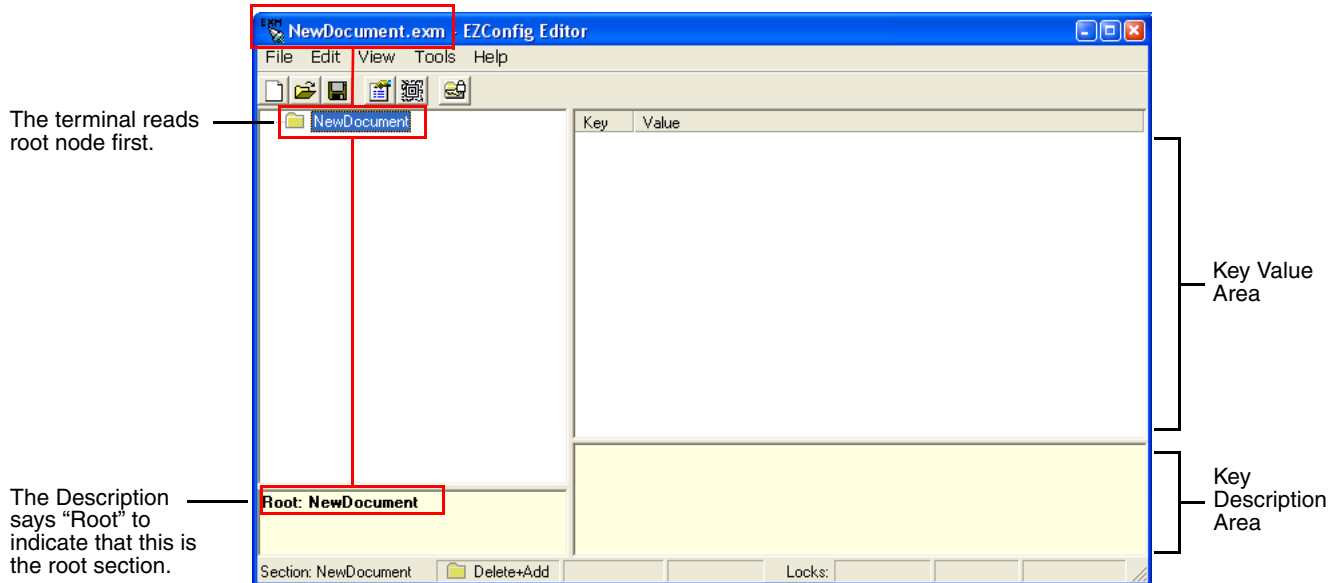 EXM
NewDocument.exm - EZConfig Editor
File Edit View Tools Help
The terminal reads
root node first.
NewDocument
Key Value
Key Value
Area
Root: NewDocument
The Description
says “Root” to
indicate that this is
the root section.
Key
Description
Area
Section: NewDocument Delete+Add Locks: